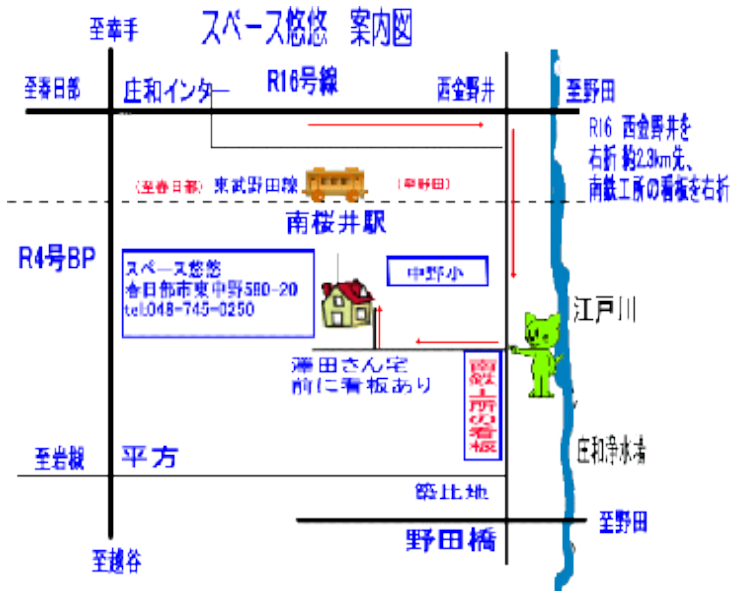 至幸手
スペース悠悠 案内図
至春日部
庄和インター
R16号線
西金野井
至野田
R16 西金野井を
右折 約2.3km先、
南鉄工所の看板を右折
(至春日部)
東武野田線
(至野田)
南桜井駅
R4号BP
スペース悠悠
春日部市東中野580-20
tel:048-745-0250
中野小
江戸川
澤田さん宅
前に看板あり
南鉄工所の看板
至岩槻
平方
庄和浄水場
築比地
野田橋
至野田
至越谷